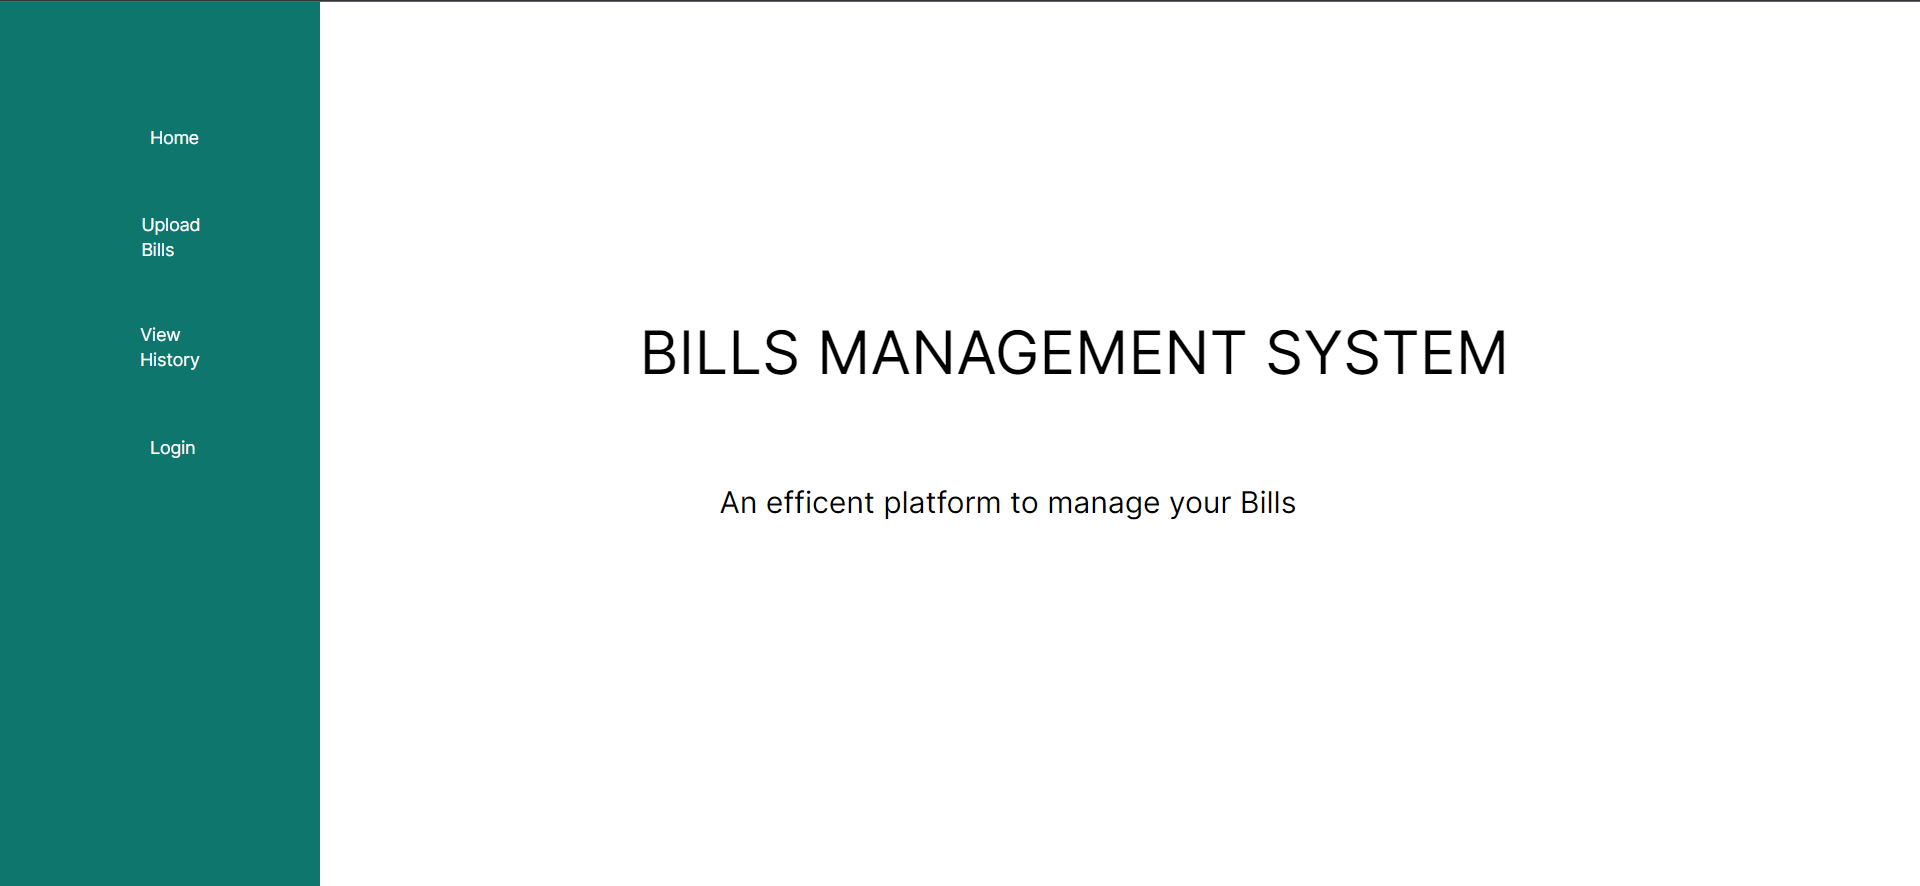 Home
Upload
Bills
View
History
Login
BILLS MANAGEMENT SYSTEM
An efficent platform to manage your Bills